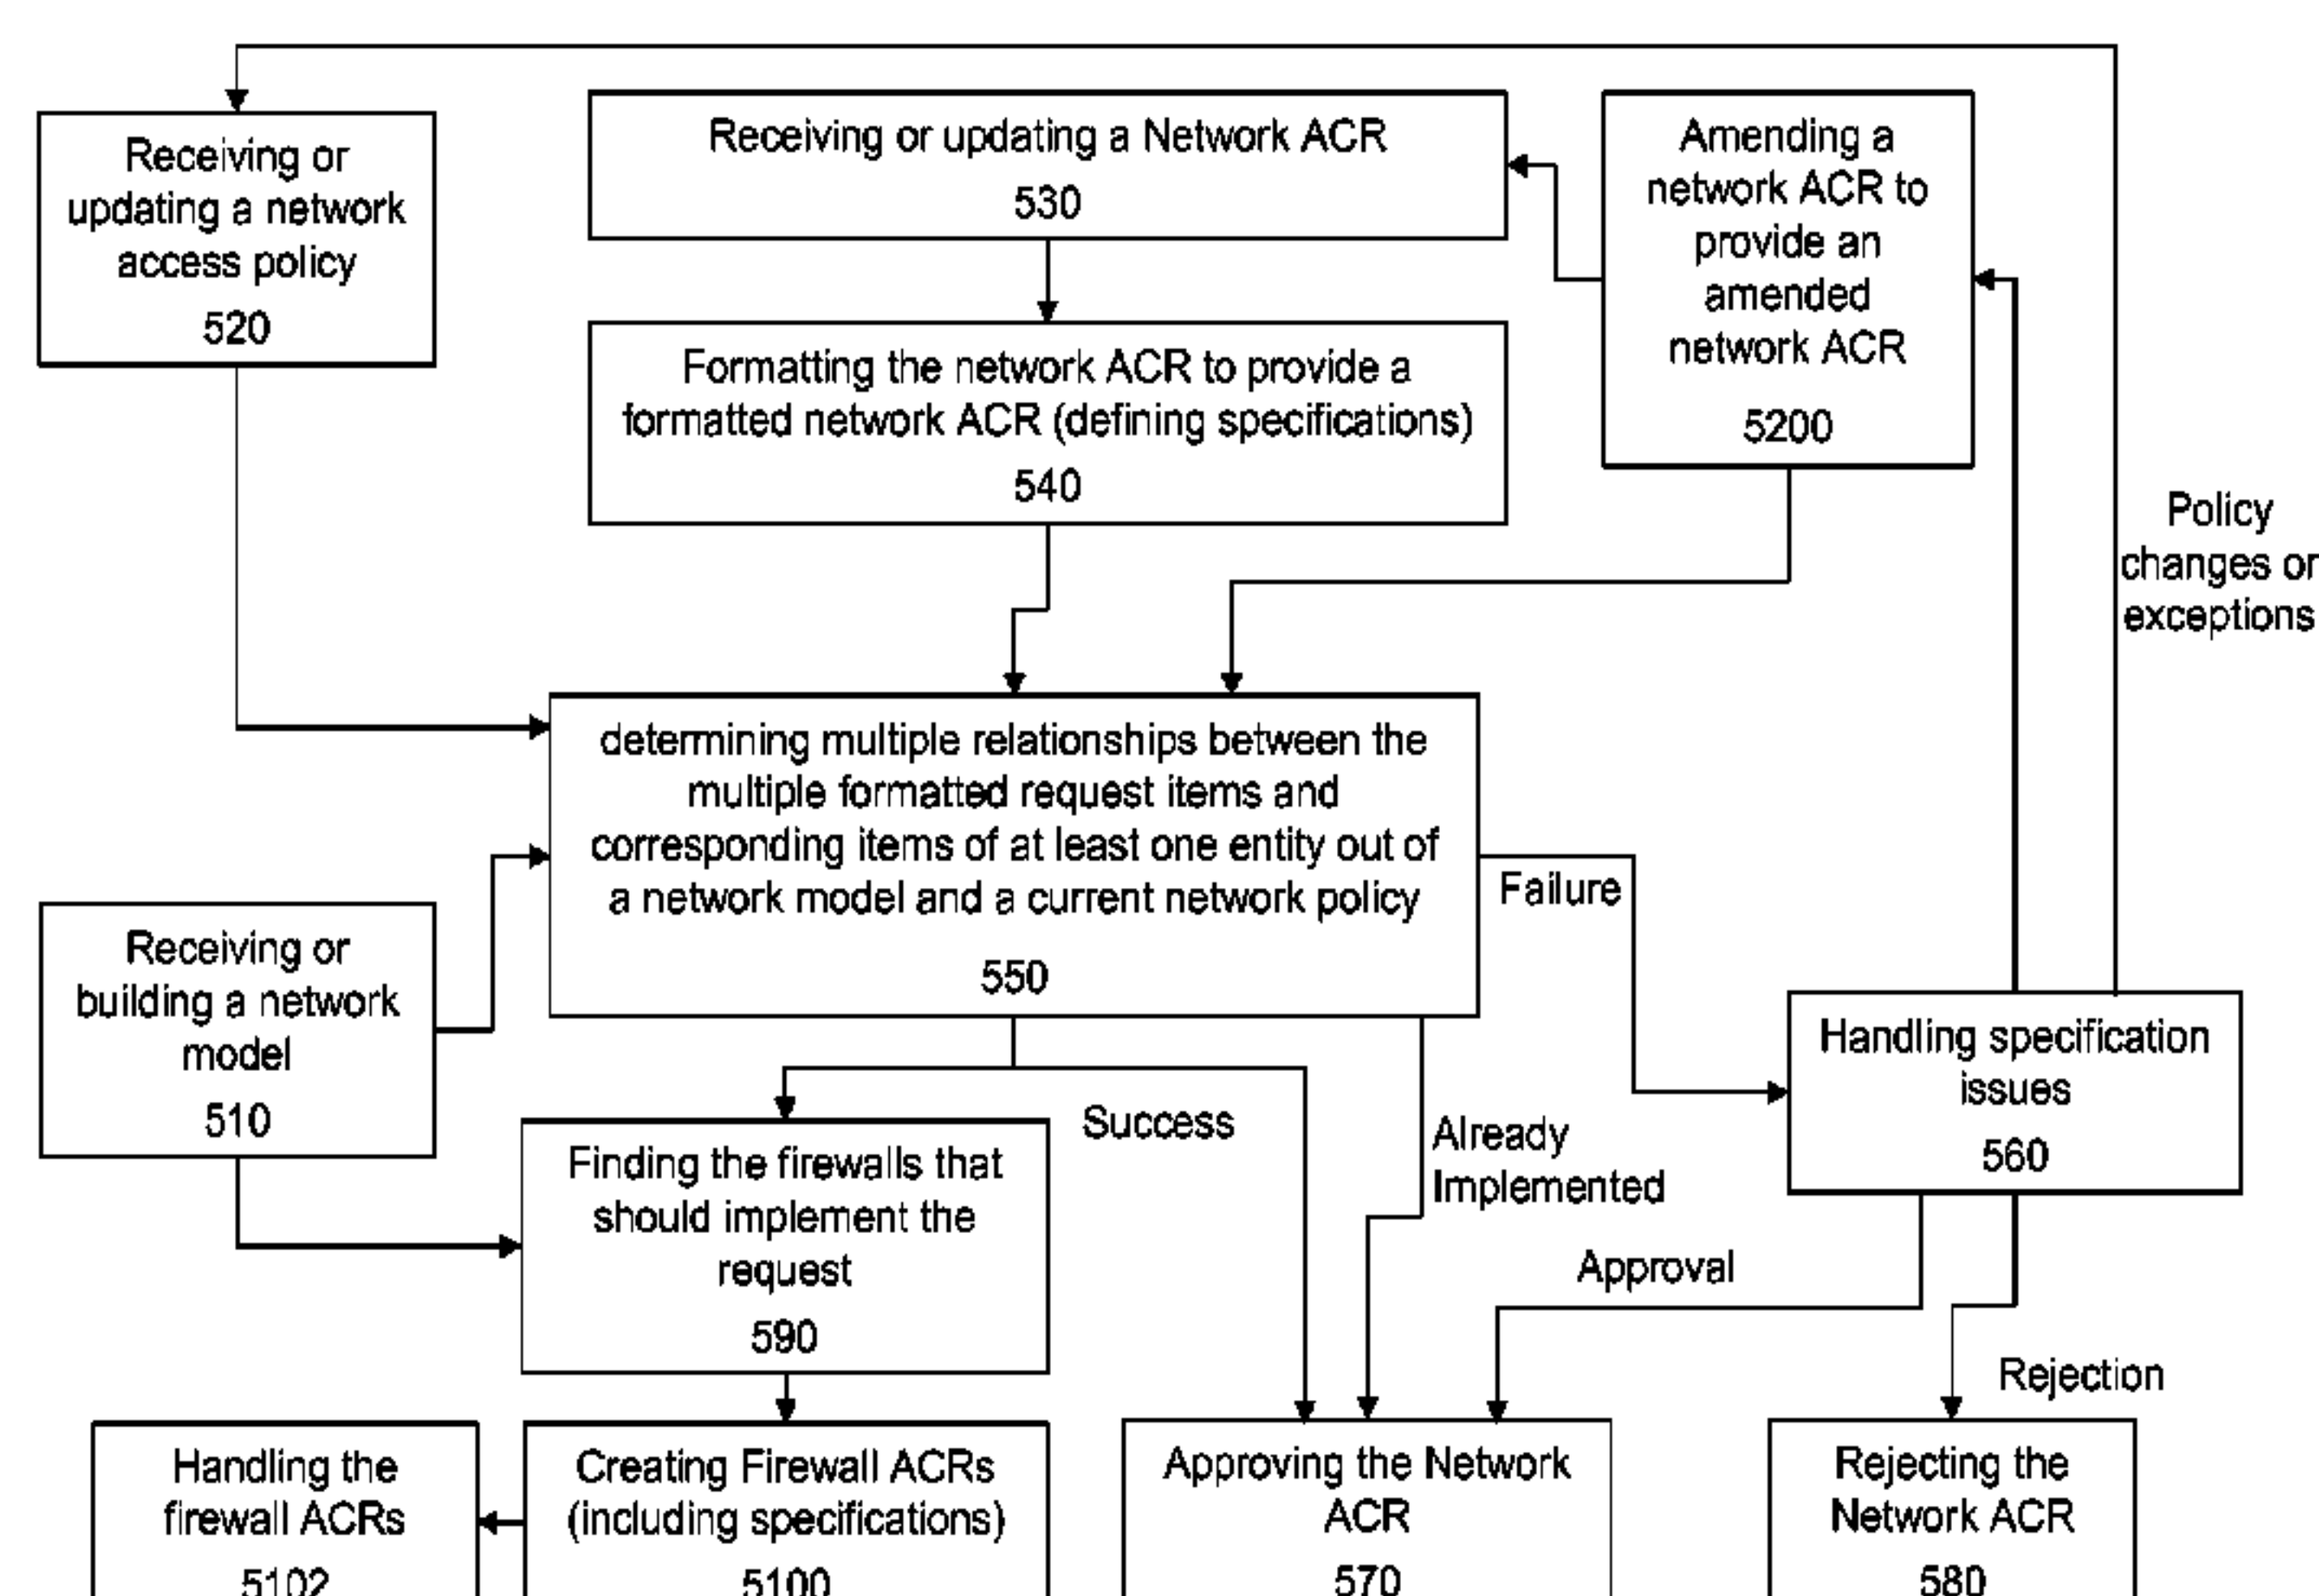 Receiving or
updating a network
access policy
520
Receiving or updating a Network ACR
530
Amending a
network ACR to
provide an
amended
network ACR
5200
Formatting the network ACR to provide a
formatted network ACR (defining specifications)
540
Policy
changes or
exceptions
determining multiple relationships between the
multiple formatted request items and
corresponding items of at least one entity out of
a network model and a current network policy
550
Failure
Receiving or
building a network
model
510
Handling specification
issues
560
Success
Already
Implemented
Finding the firewalls that
should implement the
request
590
Approval
Rejection
Handling the
firewall ACRs
5102
Creating Firewall ACRs
(including specifications)
5100
Approving the Network
ACR
570
Rejecting the
Network ACR
580